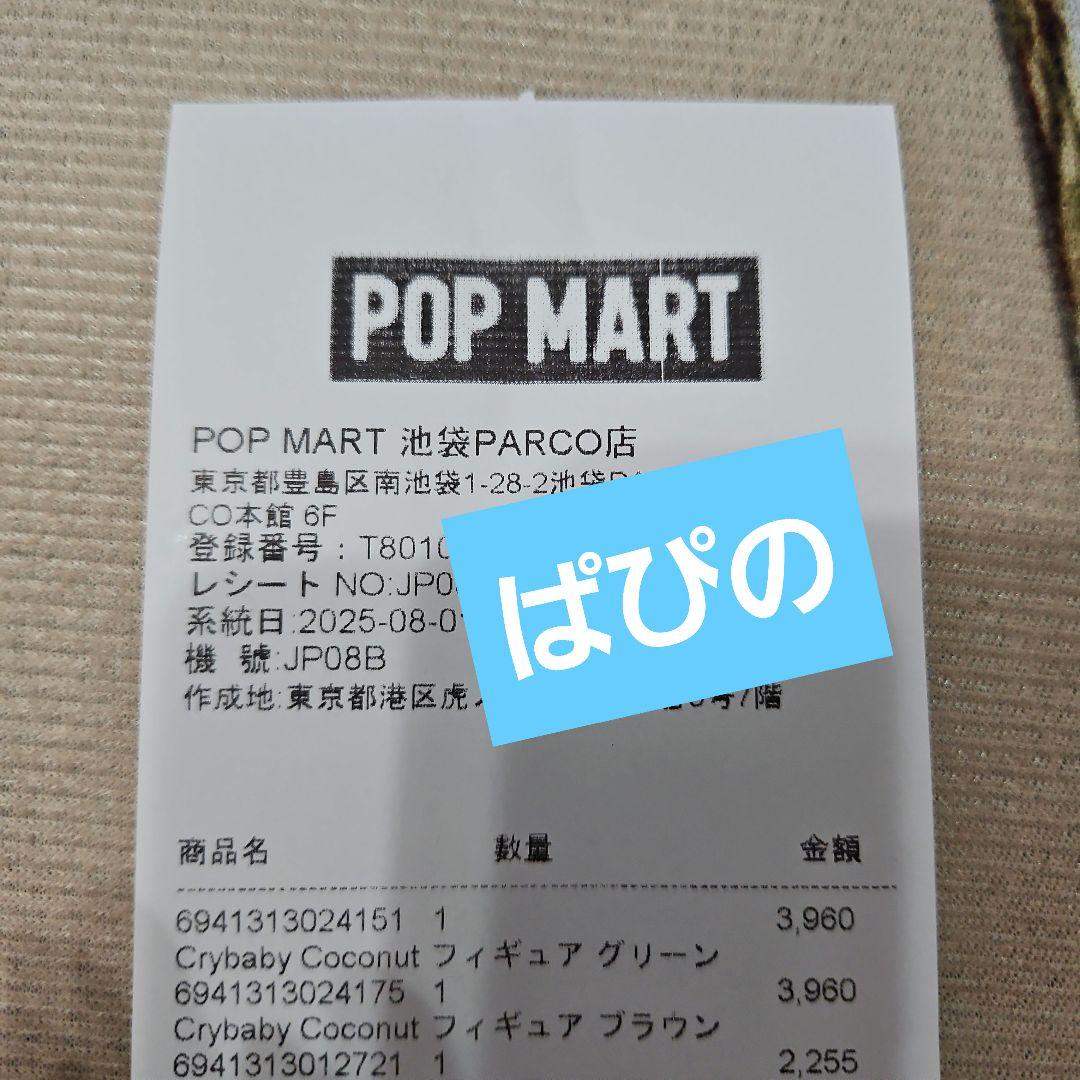 POP MART
POP MART 池袋PARCO店
東京都豊島区南池袋1-28-2池袋
CO本館 6F
登録番号：T8010
レシート NO:JP0
系統日:2025-08-0
機 號:JP08B
作成地:東京都港区虎 7階
ぱぴの
商品名 数量 金額
6941313024151 1 3,960
Crybaby Coconut フィギュア グリーン
6941313024175 1 3,960
Crybaby Coconut フィギュア ブラウン
6941313012721 1 2,255